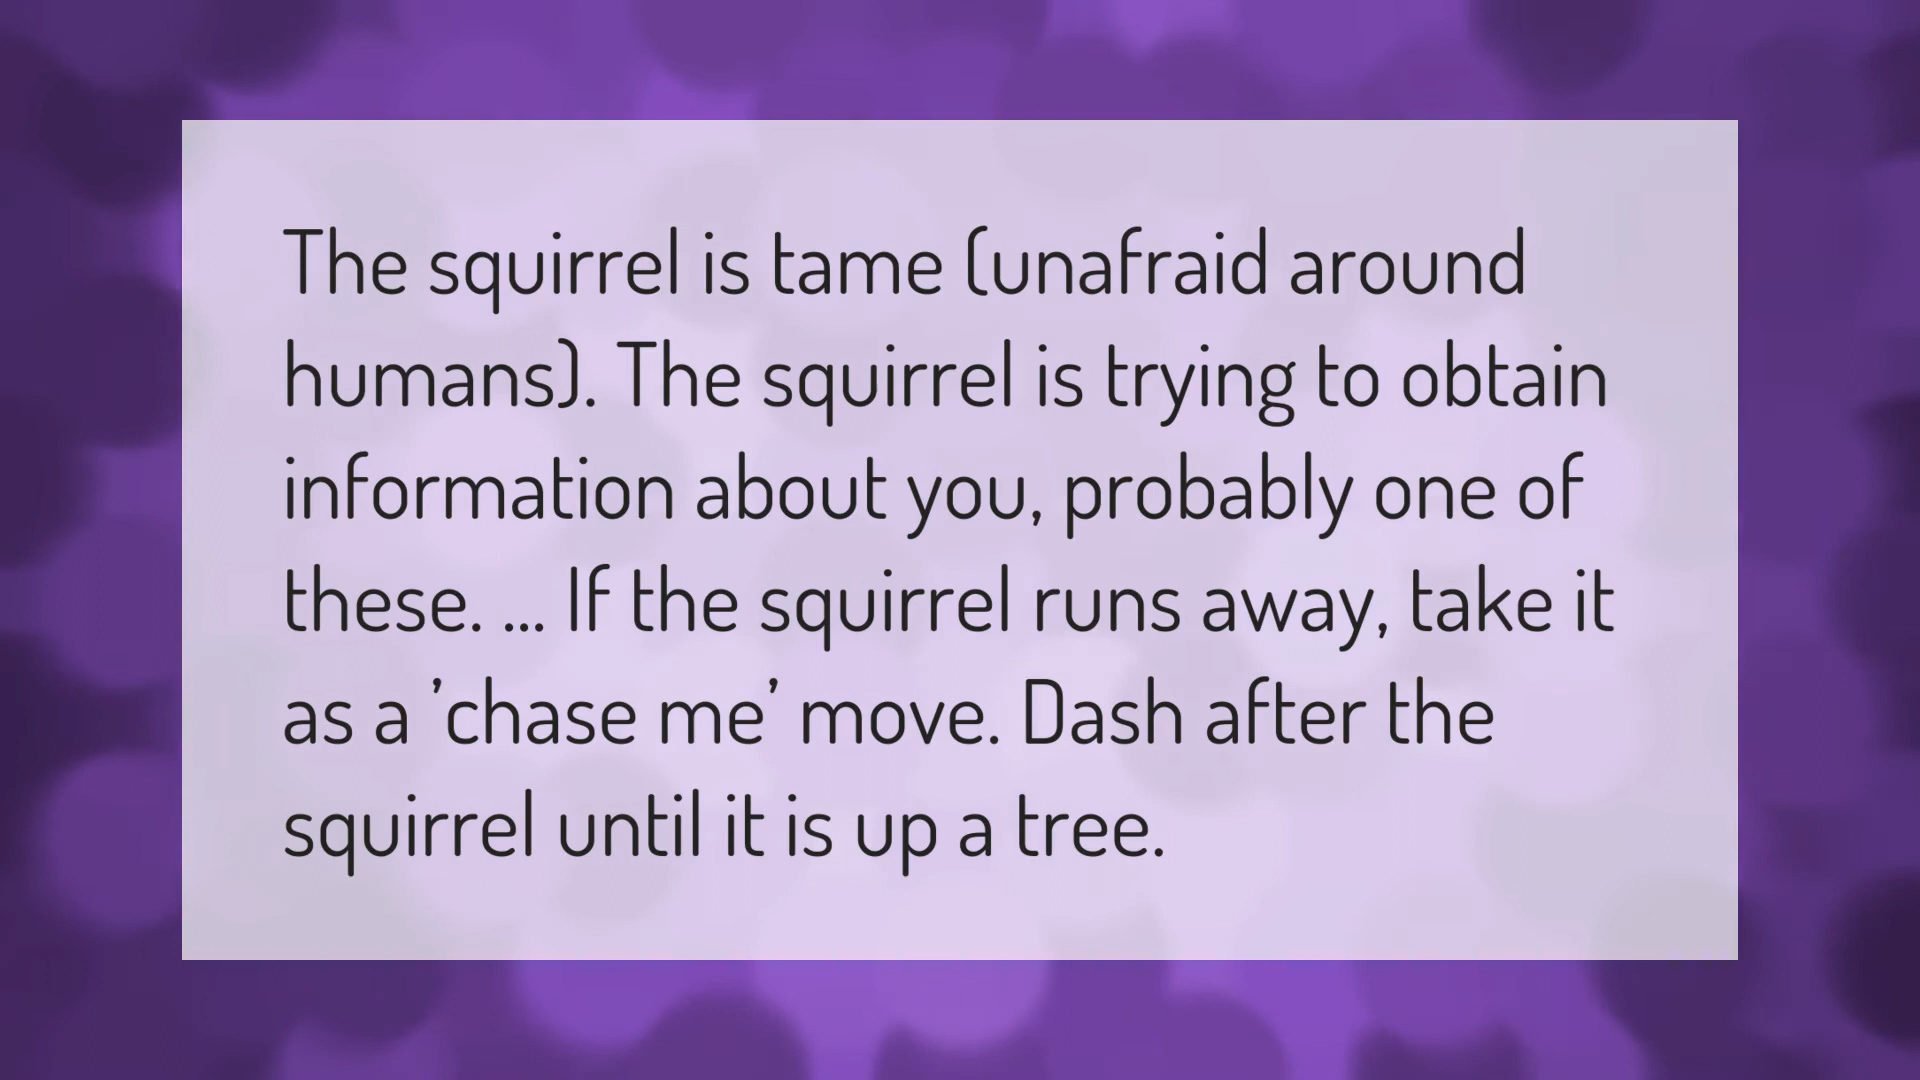 The squirrel is tame (unafraid around
humans). The squirrel is trying to obtain
information about you, probably one of
these. ... If the squirrel runs away, take it
as a 'chase me' move. Dash after the
squirrel until it is up a tree.